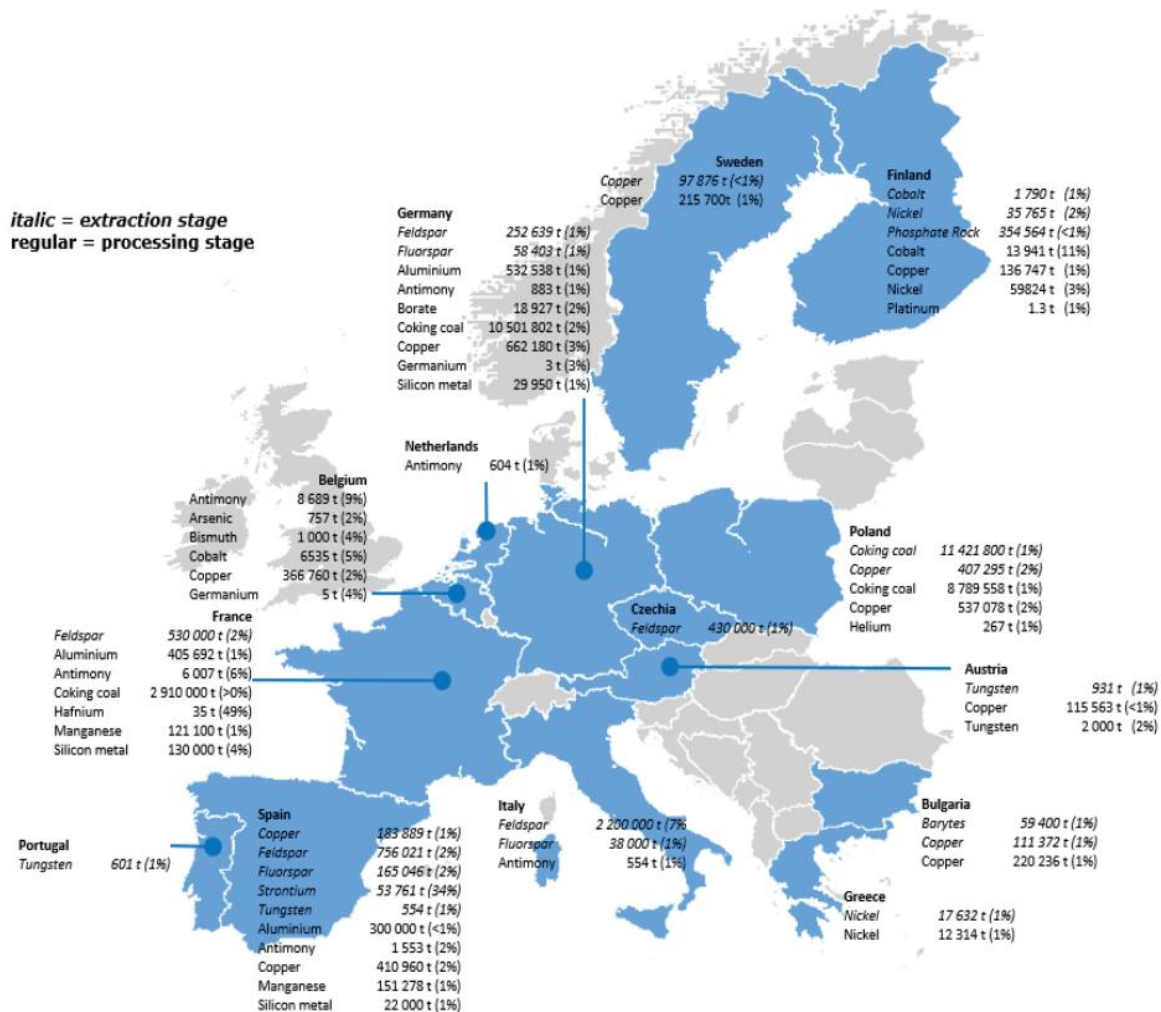 italic = extraction stage
regular = processing stage
Sweden
Copper 97 876 t (<1%)
Copper 215 700t (1%)
Finland
Cobalt 1 790 t (1%)
Nickel 35 765 t (2%)
Phosphate Rock 354 564 t (<1%)
Cobalt 13 941 t (11%)
Copper 136 747 t (1%)
Nickel 59824 t (3%)
Platinum 1.3 t (1%)
Germany
Feldspar 252 639 t (1%)
Fluorspar 58 403 t (1%)
Aluminium 532 538 t (1%)
Antimony 883 t (1%)
Borate 18 927 t (2%)
Coking coal 10 501 802 t (2%)
Copper 662 180 t (3%)
Germanium 3 t (3%)
Silicon metal 29 950 t (1%)
Netherlands
Antimony 604 t (1%)
Belgium
Antimony 8 689 t (9%)
Arsenic 757 t (2%)
Bismuth 1 000 t (4%)
Cobalt 6535 t (5%)
Copper 366 760 t (2%)
Germanium 5 t (4%)
Poland
Coking coal 11 421 800 t (1%)
Copper 407 295 t (2%)
Coking coal 8 789 558 t (1%)
Copper 537 078 t (2%)
Helium 267 t (1%)
Czechia
Feldspar 430 000 t (1%)
France
Feldspar 530 000 t (2%)
Aluminium 405 692 t (1%)
Antimony 6 007 t (6%)
Coking coal 2 910 000 t (>0%)
Hafnium 35 t (49%)
Manganese 121 100 t (1%)
Silicon metal 130 000 t (4%)
Austria
Tungsten 931 t (1%)
Copper 115 563 t (<1%)
Tungsten 2 000 t (2%)
Portugal
Tungsten 601 t (1%)
Spain
Copper 183 889 t (1%)
Feldspar 756 021 t (2%)
Fluorspar 165 046 t (2%)
Strontium 53 761 t (34%)
Tungsten 554 t (1%)
Aluminium 300 000 t (<1%)
Antimony 1 553 t (2%)
Copper 410 960 t (2%)
Manganese 151 278 t (1%)
Silicon metal 22 000 t (1%)
Italy
Feldspar 2 200 000 t (7%
Fluorspar 38 000 t (1%)
Antimony 554 t (1%)
Bulgaria
Barytes 59 400 t (1%)
Copper 111 372 t (1%)
Copper 220 236 t (1%)
Greece
Nickel 17 632 t (1%)
Nickel 12 314 t (1%)